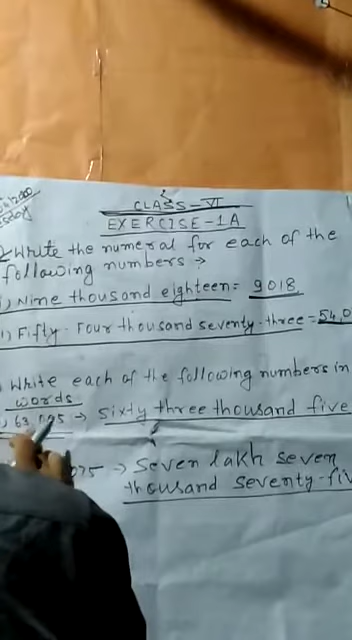 CLASS - VI
EXERCISE - 1A
Write the numeral for each of the
following numbers →
i) Nine thousand eighteen = 9018
Fifty-Four thousand seventy-three = 54,0
Write each of the following numbers in
words
→ Sixty three thousand five
075 → Seven lakh seven
thousand seventy-fiv